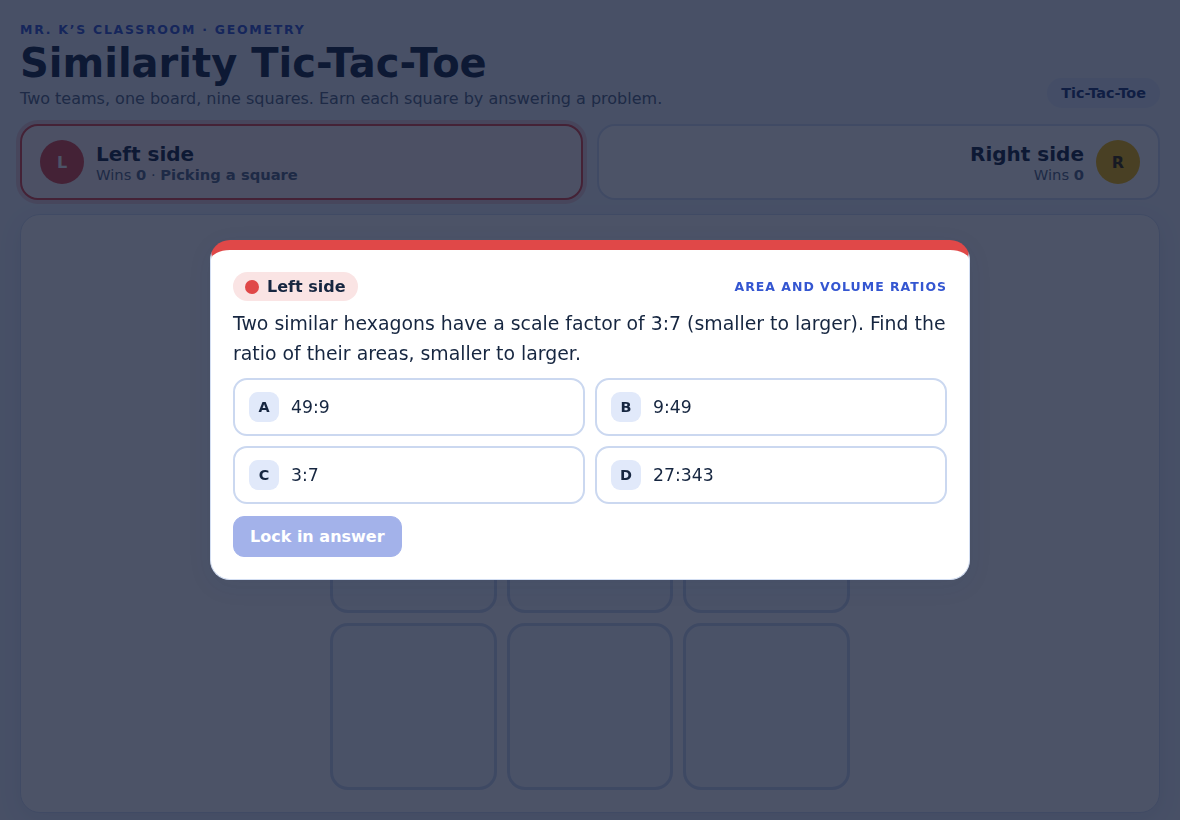 MR. K’S CLASSROOM · GEOMETRY
Similarity Tic-Tac-Toe
Two teams, one board, nine squares. Earn each square by answering a problem.
Tic-Tac-Toe
L
Left side
Wins 0 · Picking a square
Right side
Wins 0
R
Left side
AREA AND VOLUME RATIOS
Two similar hexagons have a scale factor of 3:7 (smaller to larger). Find the
ratio of their areas, smaller to larger.
A 49:9
B 9:49
C 3:7
D 27:343
Lock in answer